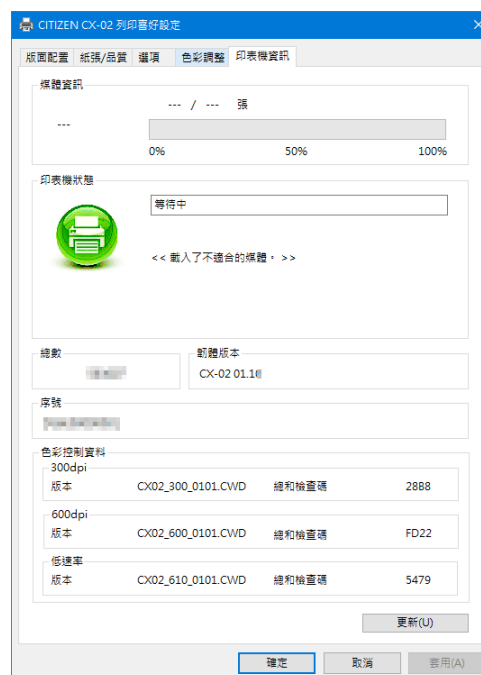 CITIZEN CX-02 列印喜好設定
版面配置 紙張/品質 選項 色彩調整 印表機資訊
媒體資訊
--- / --- 張
---
0% 50% 100%
印表機狀態
等待中
<< 載入了不適合的媒體。 >>
總數
韌體版本
CX-02 01.1
序號
色彩控制資料
300dpi
版本 CX02_300_0101.CWD 總和檢查碼 28B8
600dpi
版本 CX02_600_0101.CWD 總和檢查碼 FD22
低速率
版本 CX02_610_0101.CWD 總和檢查碼 5479
更新(U)
確定 取消 套用(A)